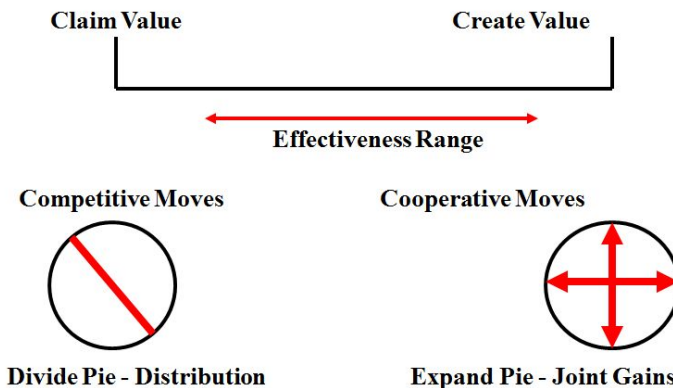 Claim Value
Create Value
Effectiveness Range
Competitive Moves
Cooperative Moves
Divide Pie - Distribution
Expand Pie - Joint Gains